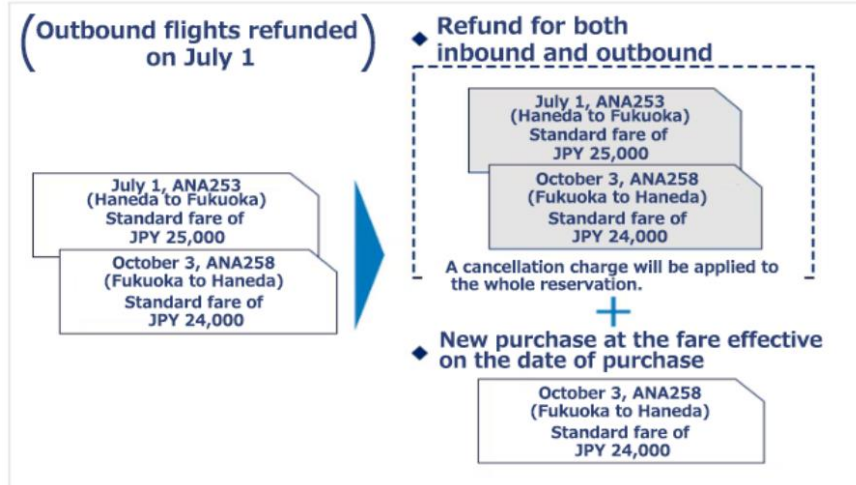 (Outbound flights refunded
on July 1)
July 1, ANA253
(Haneda to Fukuoka)
Standard fare of
JPY 25,000
October 3, ANA258
(Fukuoka to Haneda)
Standard fare of
JPY 24,000
◆ Refund for both
inbound and outbound
July 1, ANA253
(Haneda to Fukuoka)
Standard fare of
JPY 25,000
October 3, ANA258
(Fukuoka to Haneda)
Standard fare of
JPY 24,000
A cancellation charge will be applied to
the whole reservation.
+
◆ New purchase at the fare effective
on the date of purchase
October 3, ANA258
(Fukuoka to Haneda)
Standard fare of
JPY 24,000